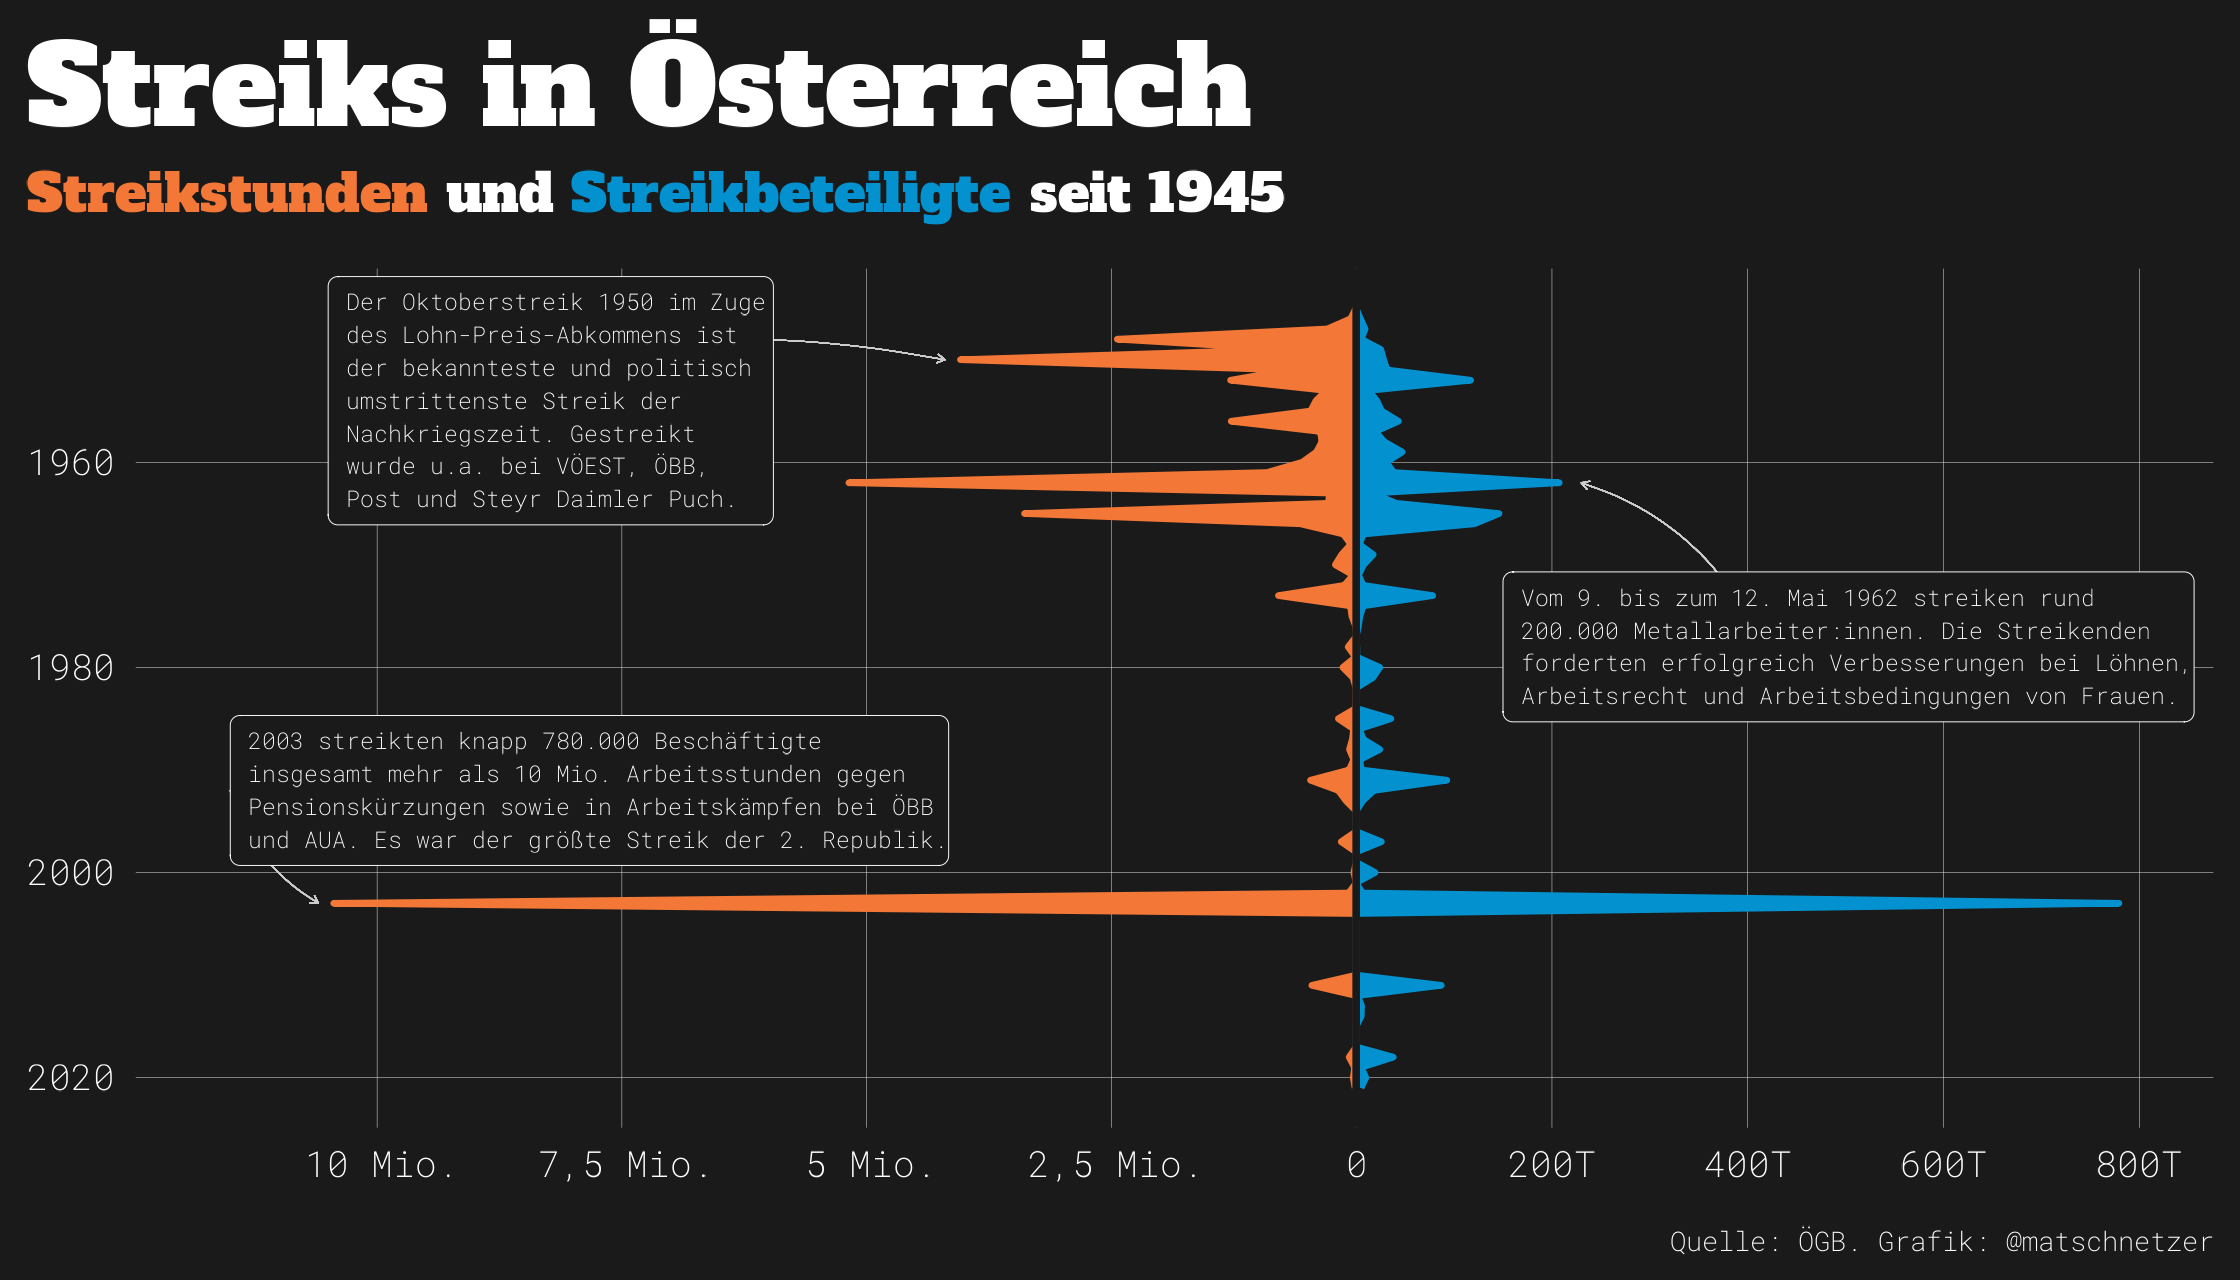 Streiks in Österreich
Streikstunden und Streikbeteiligte seit 1945
Der Oktoberstreik 1950 im Zuge
des Lohn-Preis-Abkommens ist
der bekannteste und politisch
umstrittenste Streik der
Nachkriegszeit. Gestreikt
wurde u.a. bei VÖEST, ÖBB,
Post und Steyr Daimler Puch.
1960
Vom 9. bis zum 12. Mai 1962 streiken rund
200.000 Metallarbeiter:innen. Die Streikenden
forderten erfolgreich Verbesserungen bei Löhnen,
Arbeitsrecht und Arbeitsbedingungen von Frauen.
1980
2003 streikten knapp 780.000 Beschäftigte
insgesamt mehr als 10 Mio. Arbeitsstunden gegen
Pensionskürzungen sowie in Arbeitskämpfen bei ÖBB
und AUA. Es war der größte Streik der 2. Republik.
2000
2020
10 Mio. 7,5 Mio. 5 Mio. 2,5 Mio. 0 200T 400T 600T 800T
Quelle: ÖGB. Grafik: @matschnetzer